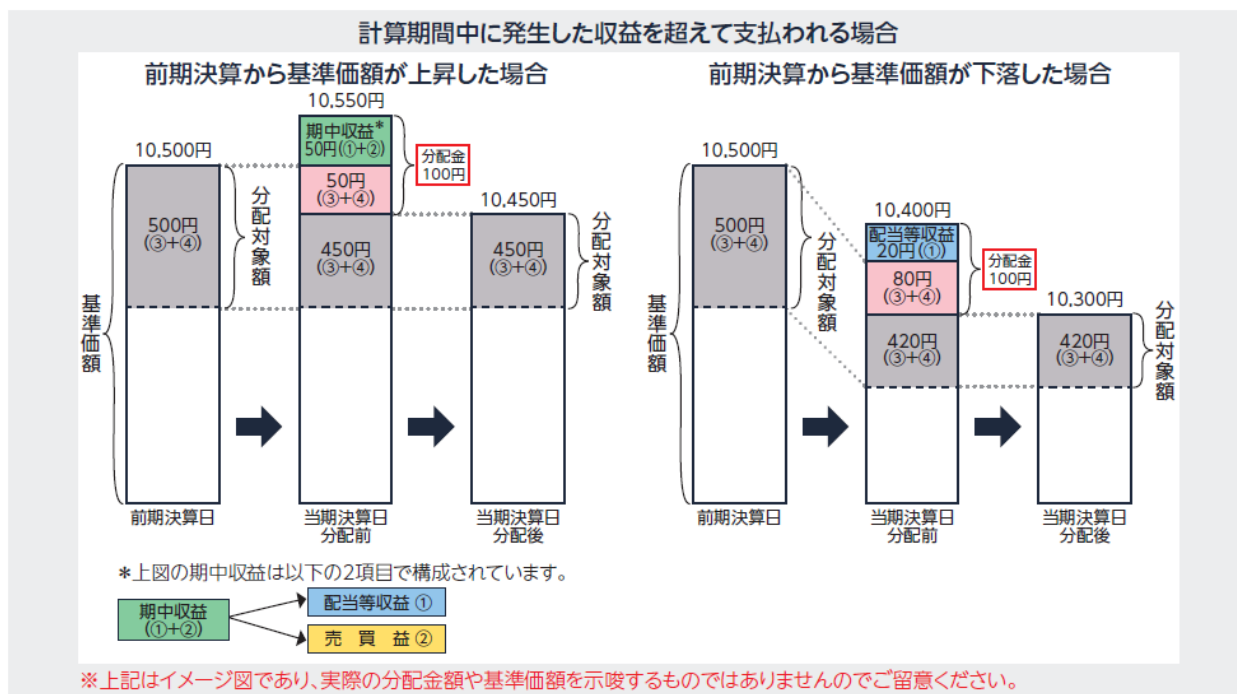 計算期間中に発生した収益を超えて支払われる場合
前期決算から基準価額が上昇した場合
10,550円
10,500円
期中収益*
50円(①+②)
分配金
100円
50円
(③+④)
10,450円
500円
(③+④)
分配対象額
450円
(③+④)
450円
(③+④)
分配対象額
基準価額
前期決算日
当期決算日
分配前
当期決算日
分配後
前期決算から基準価額が下落した場合
10,500円
10,400円
500円
(③+④)
分配対象額
配当等収益
20円(①)
分配金
100円
80円
(③+④)
10,300円
420円
(③+④)
420円
(③+④)
分配対象額
基準価額
前期決算日
当期決算日
分配前
当期決算日
分配後
*上図の期中収益は以下の2項目で構成されています。
期中収益
(①+②)
配当等収益 ①
売 買 益 ②
※上記はイメージ図であり、実際の分配金額や基準価額を示唆するものではありませんのでご留意ください。